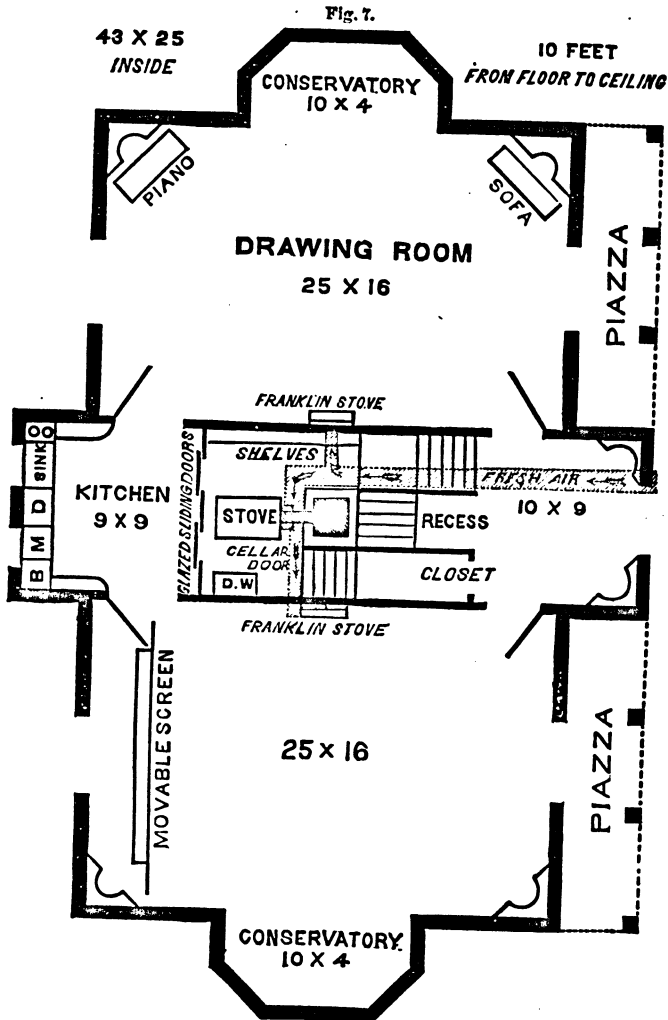 Fig. 7.
43 X 25
INSIDE
10 FEET
FROM FLOOR TO CEILING
CONSERVATORY
10 X 4
PIANO
SOFA
DRAWING ROOM
25 X 16
PIAZZA
FRANKLIN STOVE
OO
SINK
D
M
B
KITCHEN
9 X 9
GLAZED SLIDING DOORS
SHELVES
FRESH AIR
10 X 9
STOVE
RECESS
CELLAR
DOOR
D.W
CLOSET
FRANKLIN STOVE
MOVABLE SCREEN
25 X 16
PIAZZA
CONSERVATORY
10 X 4